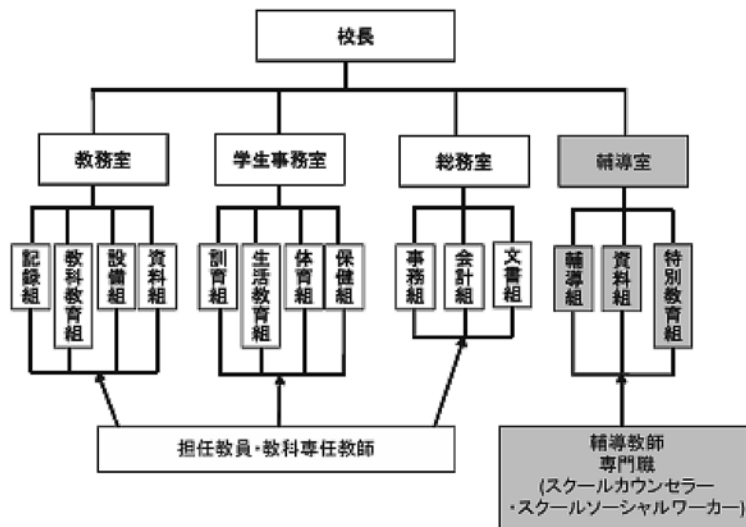 校長
教務室
学生事務室
総務室
輔導室
記録組
教科教育組
設備組
資料組
訓育組
生活教育組
体育組
保健組
事務組
会計組
文書組
輔導組
資料組
特別教育組
担任教員・教科専任教師
輔導教師
専門職
(スクールカウンセラー
・スクールソーシャルワーカー)